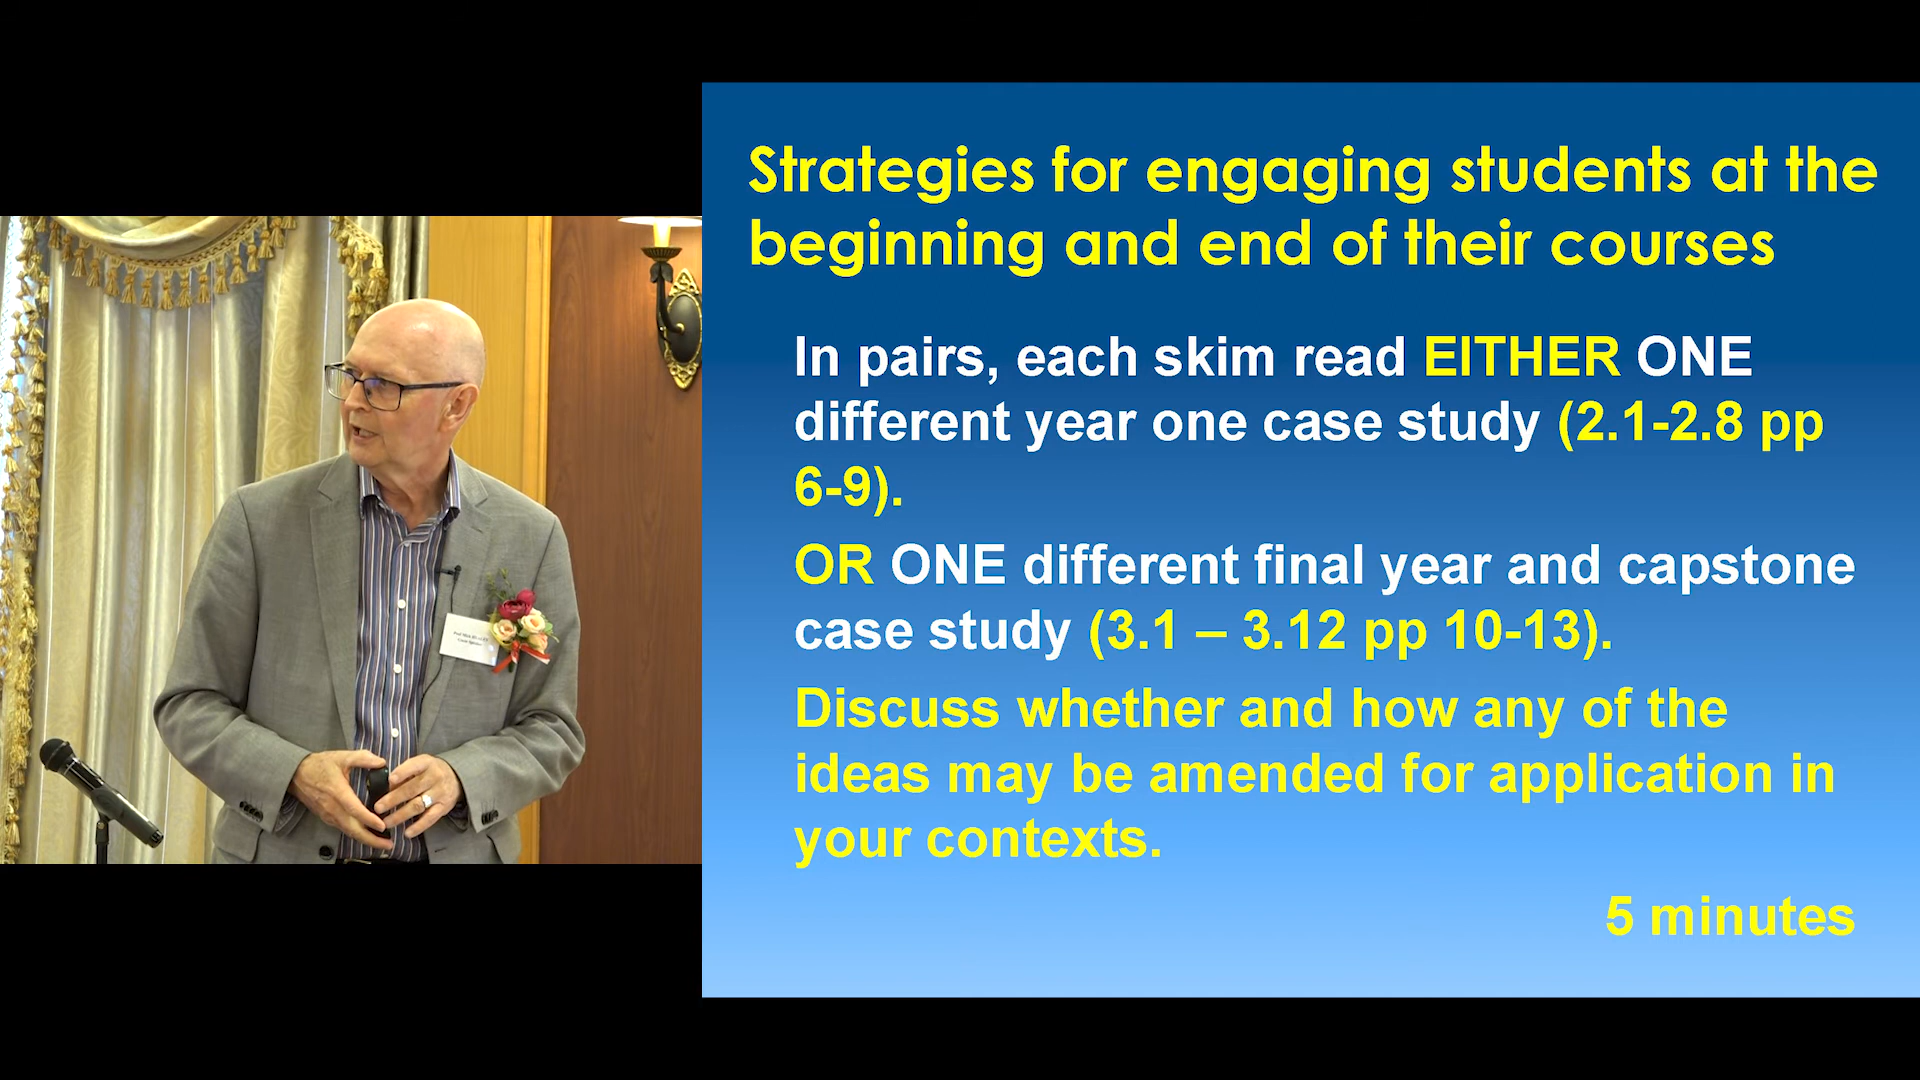 Strategies for engaging students at the
beginning and end of their courses
In pairs, each skim read EITHER ONE
different year one case study (2.1-2.8 pp
6-9).
OR ONE different final year and capstone
case study (3.1 – 3.12 pp 10-13).
Discuss whether and how any of the
ideas may be amended for application in
your contexts.
5 minutes